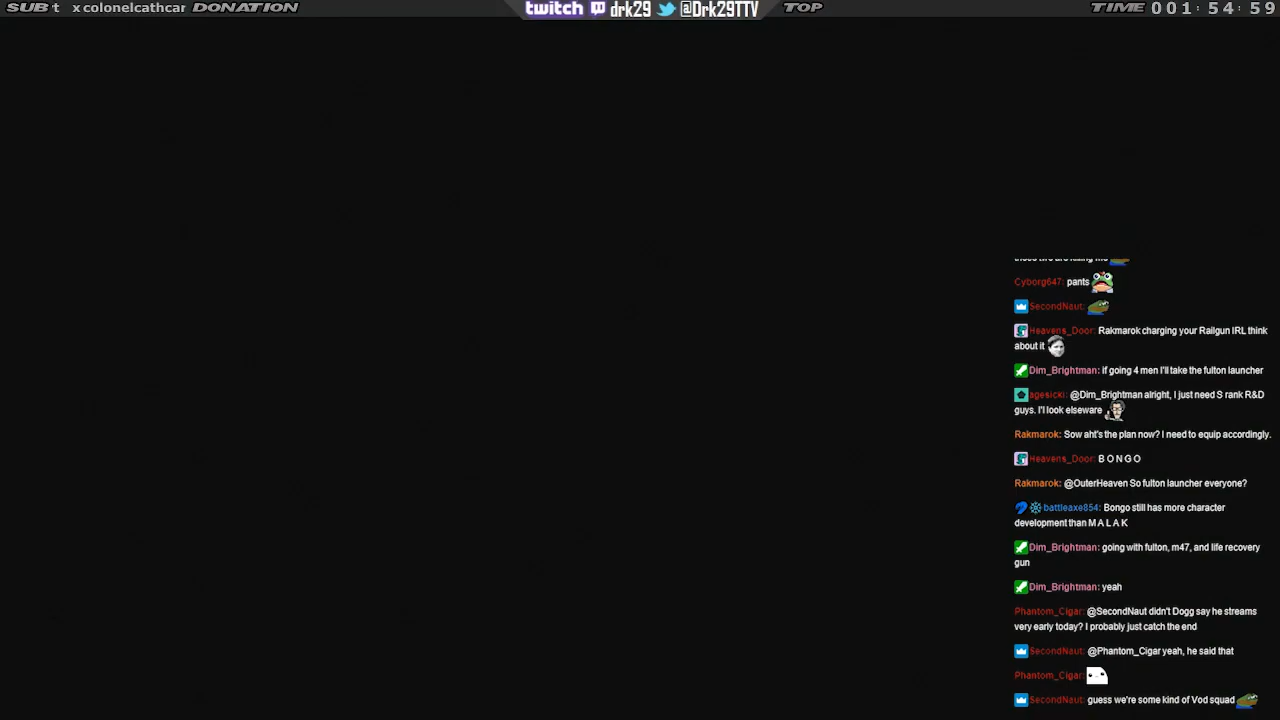 SUB t x colonelcathcar DONATION twitch drk29 @Drk29TTV TOP TIME 001:54:59
Cyborg647: pants
SecondNaut:
Heavens_Door: Rakmarok charging your Railgun IRL think
about it
Dim_Brightman: if going 4 men I'll take the fulton launcher
agesicki: @Dim_Brightman alright, I just need S rank R&D
guys. I'l look elseware
Rakmarok: Sow aht's the plan now? I need to equip accordingly.
Heavens_Door: B O N G O
Rakmarok: @OuterHeaven So fulton launcher everyone?
battleaxe854: Bongo still has more character
development than M A L A K
Dim_Brightman: going with fulton, m47, and life recovery
gun
Dim_Brightman: yeah
Phantom_Cigar: @SecondNaut didn't Dogg say he streams
very early today? I probably just catch the end
SecondNaut: @Phantom_Cigar yeah, he said that
Phantom_Cigar:
SecondNaut: guess we're some kind of Vod squad